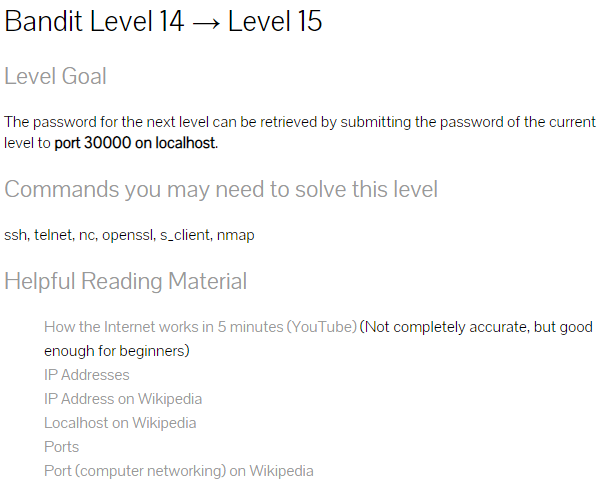 Bandit Level 14 → Level 15
Level Goal
The password for the next level can be retrieved by submitting the password of the current
level to port 30000 on localhost.
Commands you may need to solve this level
ssh, telnet, nc, openssl, s_client, nmap
Helpful Reading Material
How the Internet works in 5 minutes (YouTube) (Not completely accurate, but good
enough for beginners)
IP Addresses
IP Address on Wikipedia
Localhost on Wikipedia
Ports
Port (computer networking) on Wikipedia